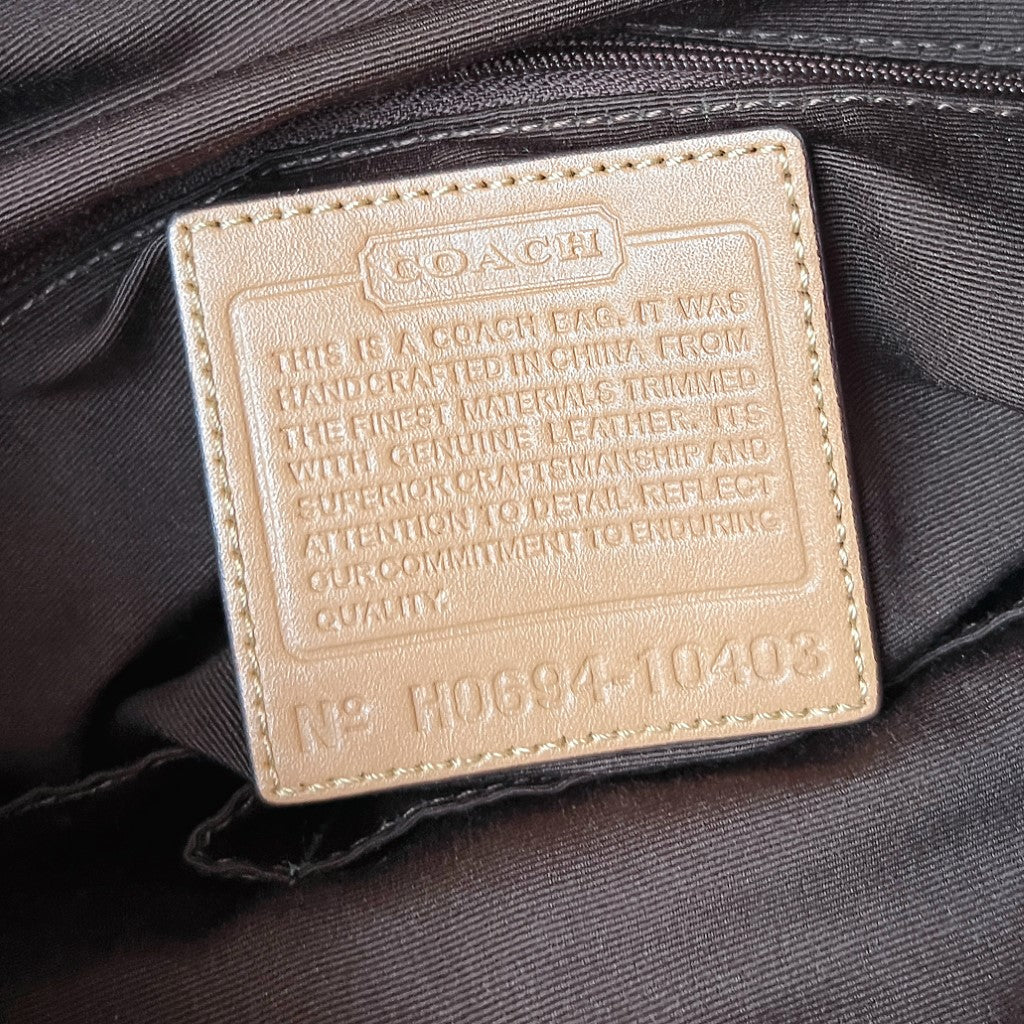 COACH
THIS IS A COACH BAG. IT WAS
HANDCRAFTED IN CHINA FROM
THE FINEST MATERIALS TRIMMED
WITH GENUINE LEATHER. ITS
SUPERIOR CRAFTSMANSHIP AND
ATTENTION TO DETAIL REFLECT
OUR COMMITMENT TO ENDURING
QUALITY.
Nº H0694-10403